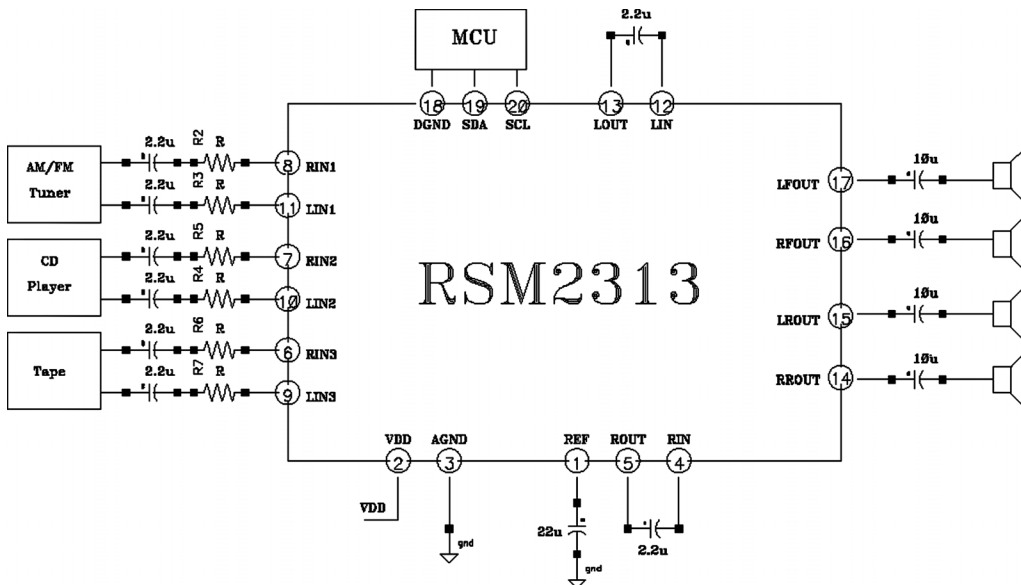 MCU
2.2u
18 19 20 13 12
DGND SDA SCL LOUT LIN
AM/FM
Tuner
2.2u R2 R 8 RIN1
2.2u R3 R 11 LIN1
CD
Player
2.2u R5 R 7 RIN2
2.2u R4 R 10 LIN2
Tape
2.2u R6 R 6 RIN3
2.2u R7 R 9 LIN3
RSM2313
LFOUT 17 10u
RFOUT 16 10u
LROUT 15 10u
RROUT 14 10u
VDD AGND REF ROUT RIN
2 3 1 5 4
VDD
gnd
22u
gnd
2.2u